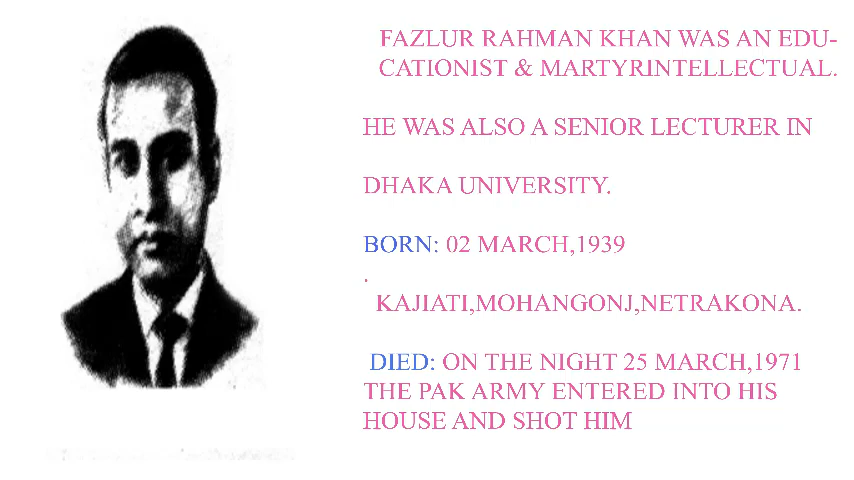 FAZLUR RAHMAN KHAN WAS AN EDU-
CATIONIST & MARTYRINTELLECTUAL.
HE WAS ALSO A SENIOR LECTURER IN
DHAKA UNIVERSITY.
BORN: 02 MARCH,1939
.
KAJIATI,MOHANGONJ,NETRAKONA.
DIED: ON THE NIGHT 25 MARCH,1971
THE PAK ARMY ENTERED INTO HIS
HOUSE AND SHOT HIM